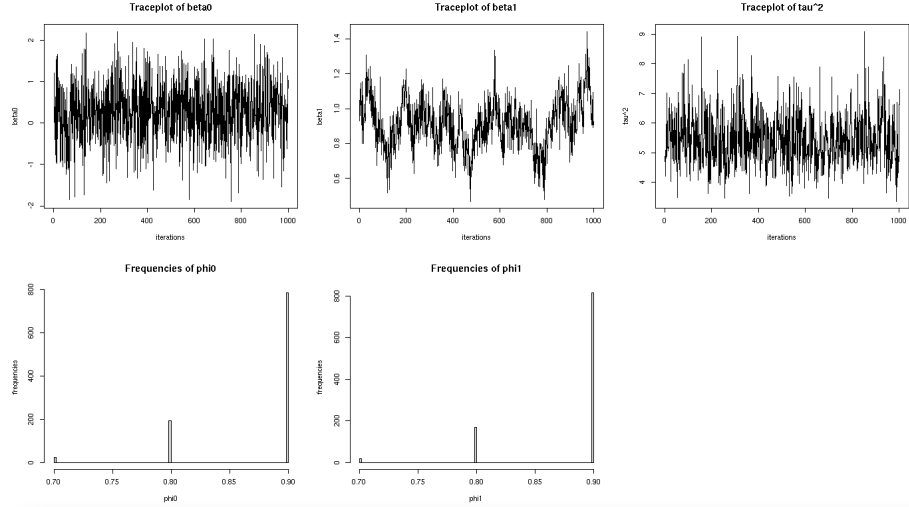 Traceplot of beta0
beta0
2
1
0
-1
-2
0 200 400 600 800 1000
iterations
Traceplot of beta1
beta1
1.4
1.2
1.0
0.8
0.6
0 200 400 600 800 1000
iterations
Traceplot of tau^2
tau^2
9
8
7
6
5
4
0 200 400 600 800 1000
iterations
Frequencies of phi0
frequencies
800
600
400
200
0
0.70 0.75 0.80 0.85 0.90
phi0
Frequencies of phi1
frequencies
800
600
400
200
0
0.70 0.75 0.80 0.85 0.90
phi1